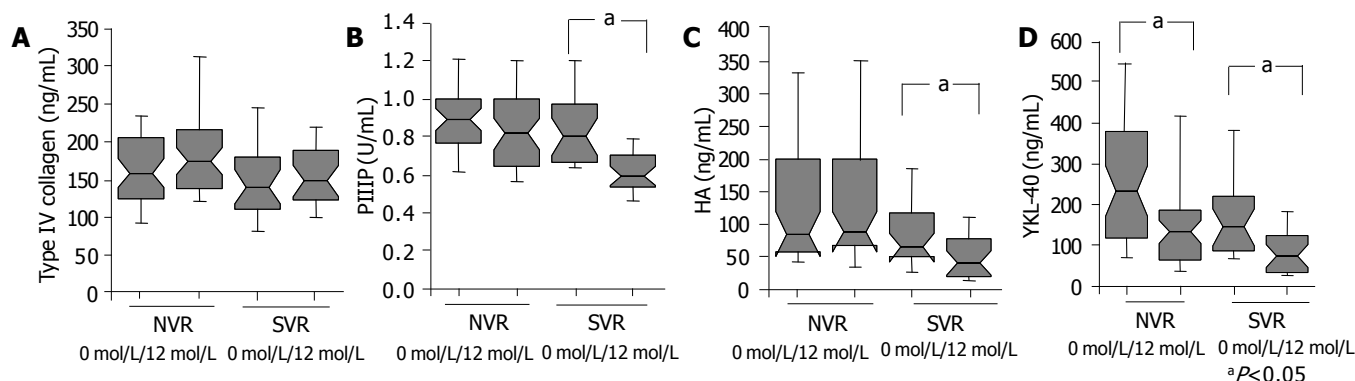 A
Type IV collagen (ng/mL)
350
300
250
200
150
100
50
0
NVR SVR
0 mol/L/12 mol/L 0 mol/L/12 mol/L
B
PIIIP (U/mL)
1.4
1.2
1.0
0.8
0.6
0.4
0.2
0.0
a
NVR SVR
0 mol/L/12 mol/L 0 mol/L/12 mol/L
C
HA (ng/mL)
400
350
300
250
200
150
100
50
0
a
NVR SVR
0 mol/L/12 mol/L 0 mol/L/12 mol/L
D
YKL-40 (ng/mL)
600
500
400
300
200
100
0
a
a
NVR SVR
0 mol/L/12 mol/L 0 mol/L/12 mol/L
ᵃP<0.05